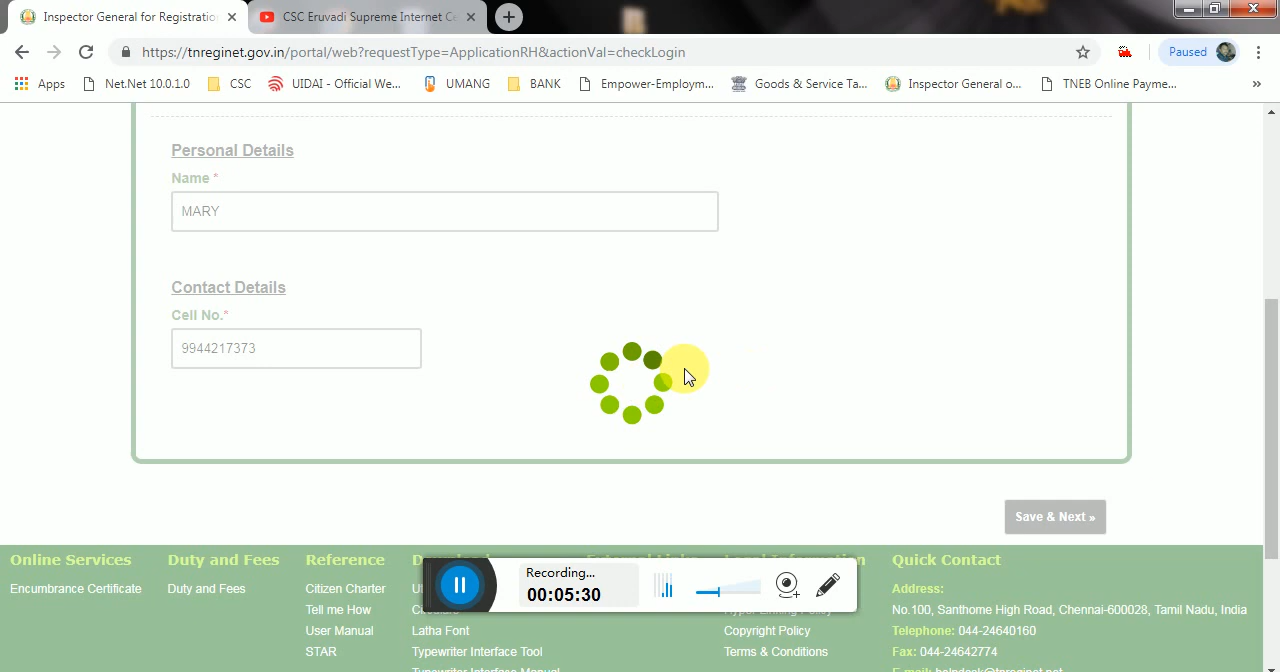 Inspector General for Registration
CSC Eruvadi Supreme Internet Ce
https://tnreginet.gov.in/portal/web?requestType=ApplicationRH&actionVal=checkLogin
Paused
Apps
Net.Net 10.0.1.0
CSC
UIDAI - Official We...
UMANG
BANK
Empower-Employm...
Goods & Service Ta...
Inspector General o...
TNEB Online Payme...
»
Personal Details
Name *
MARY
Contact Details
Cell No.*
9944217373
Save & Next »
Online Services
Duty and Fees
Reference
Quick Contact
Encumbrance Certificate
Duty and Fees
Citizen Charter
Address:
Tell me How
No.100, Santhome High Road, Chennai-600028, Tamil Nadu, India
User Manual
Latha Font
Copyright Policy
Telephone: 044-24640160
STAR
Typewriter Interface Tool
Terms & Conditions
Fax: 044-24642774
Recording...
00:05:30